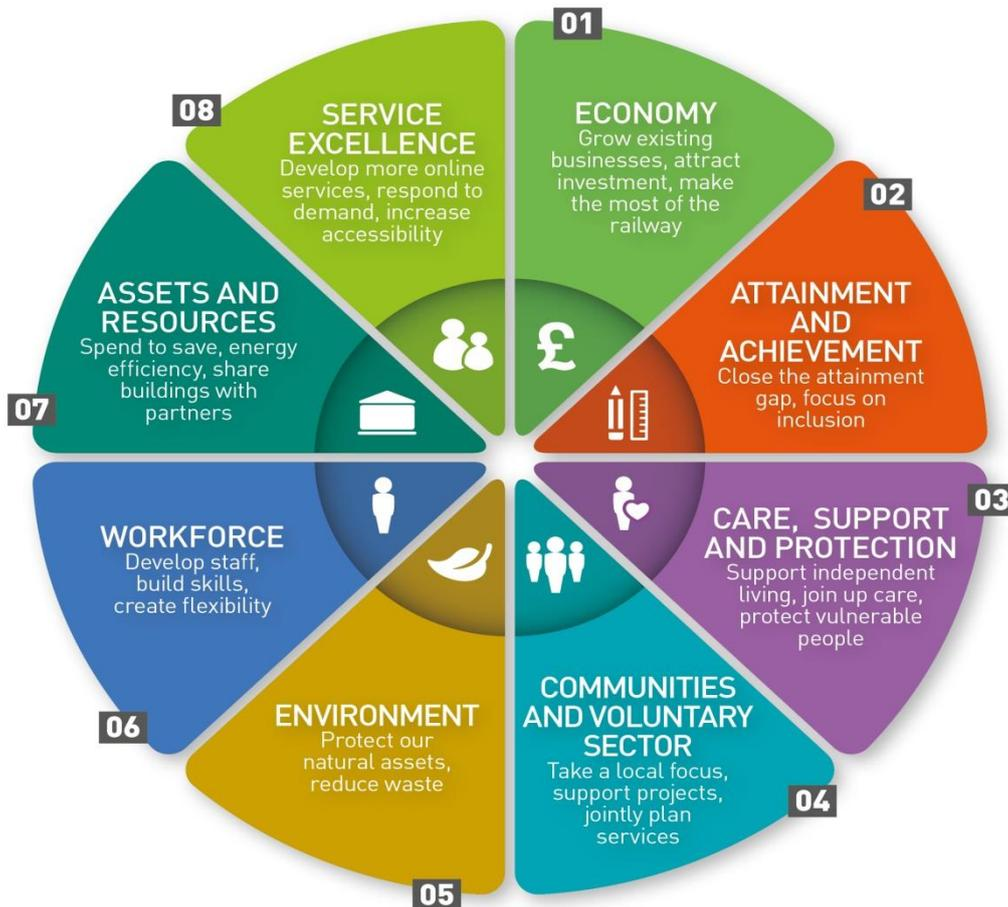 01
ECONOMY
Grow existing
businesses, attract
investment, make
the most of the
railway
£
02
ATTAINMENT
AND
ACHIEVEMENT
Close the attainment
gap, focus on
inclusion
03
CARE, SUPPORT
AND PROTECTION
Support independent
living, join up care,
protect vulnerable
people
04
COMMUNITIES
AND VOLUNTARY
SECTOR
Take a local focus,
support projects,
jointly plan
services
05
ENVIRONMENT
Protect our
natural assets,
reduce waste
06
WORKFORCE
Develop staff,
build skills,
create flexibility
07
ASSETS AND
RESOURCES
Spend to save, energy
efficiency, share
buildings with
partners
08
SERVICE
EXCELLENCE
Develop more online
services, respond to
demand, increase
accessibility